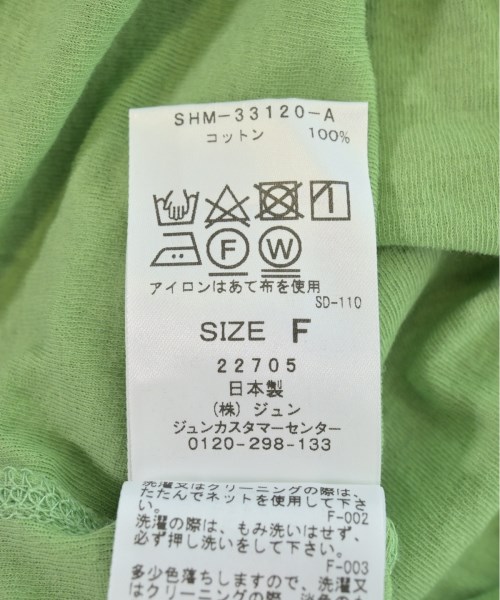 SHM-33120-A
コットン 100%
F W
アイロンはあて布を使用
SD-110
SIZE F
22705
日本製
(株) ジュン
ジュンカスタマーセンター
0120-298-133
洗濯又はクリーニングの際は、
たたんでネットを使用して下さ
い。
F-002
洗濯の際は、もみ洗いはせず、
必ず押し洗いをして下さい。
F-003
多少色落ちしますので、洗濯又
はクリーニングの際、淡色のも